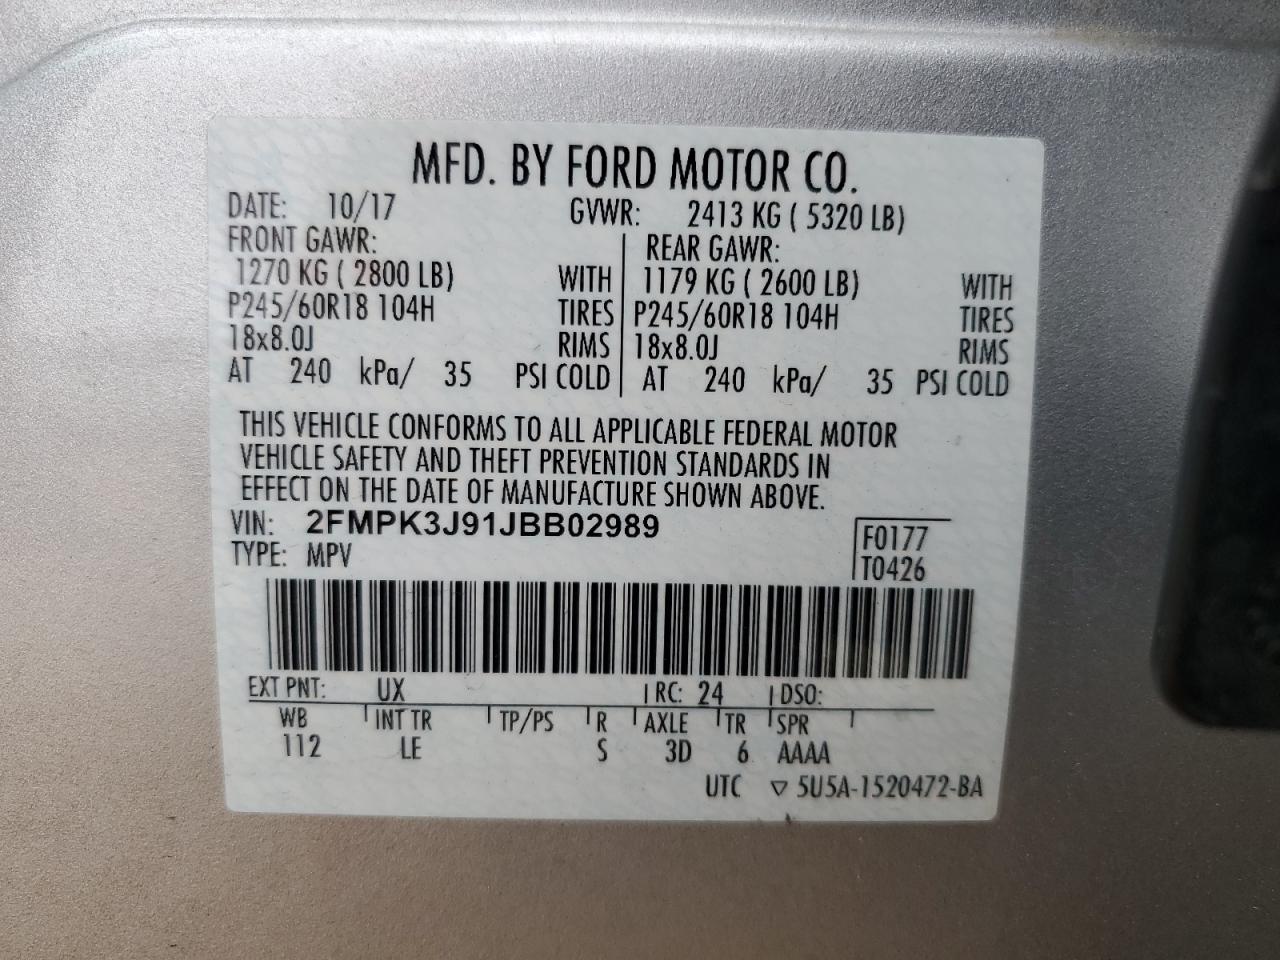 MFD. BY FORD MOTOR CO.
DATE: 10/17 GVWR: 2413 KG ( 5320 LB)
FRONT GAWR: REAR GAWR:
1270 KG ( 2800 LB) WITH 1179 KG ( 2600 LB) WITH
P245/60R18 104H TIRES P245/60R18 104H TIRES
18x8.0J RIMS 18x8.0J RIMS
AT 240 kPa/ 35 PSI COLD AT 240 kPa/ 35 PSI COLD
THIS VEHICLE CONFORMS TO ALL APPLICABLE FEDERAL MOTOR
VEHICLE SAFETY AND THEFT PREVENTION STANDARDS IN
EFFECT ON THE DATE OF MANUFACTURE SHOWN ABOVE.
VIN: 2FMPK3J91JBB02989
TYPE: MPV
F0177
T0426
EXT PNT: UX RC: 24 DSO:
WB INT TR TP/PS R AXLE TR SPR
112 LE S 3D 6 AAAA
UTC ▽ 5U5A-1520472-BA